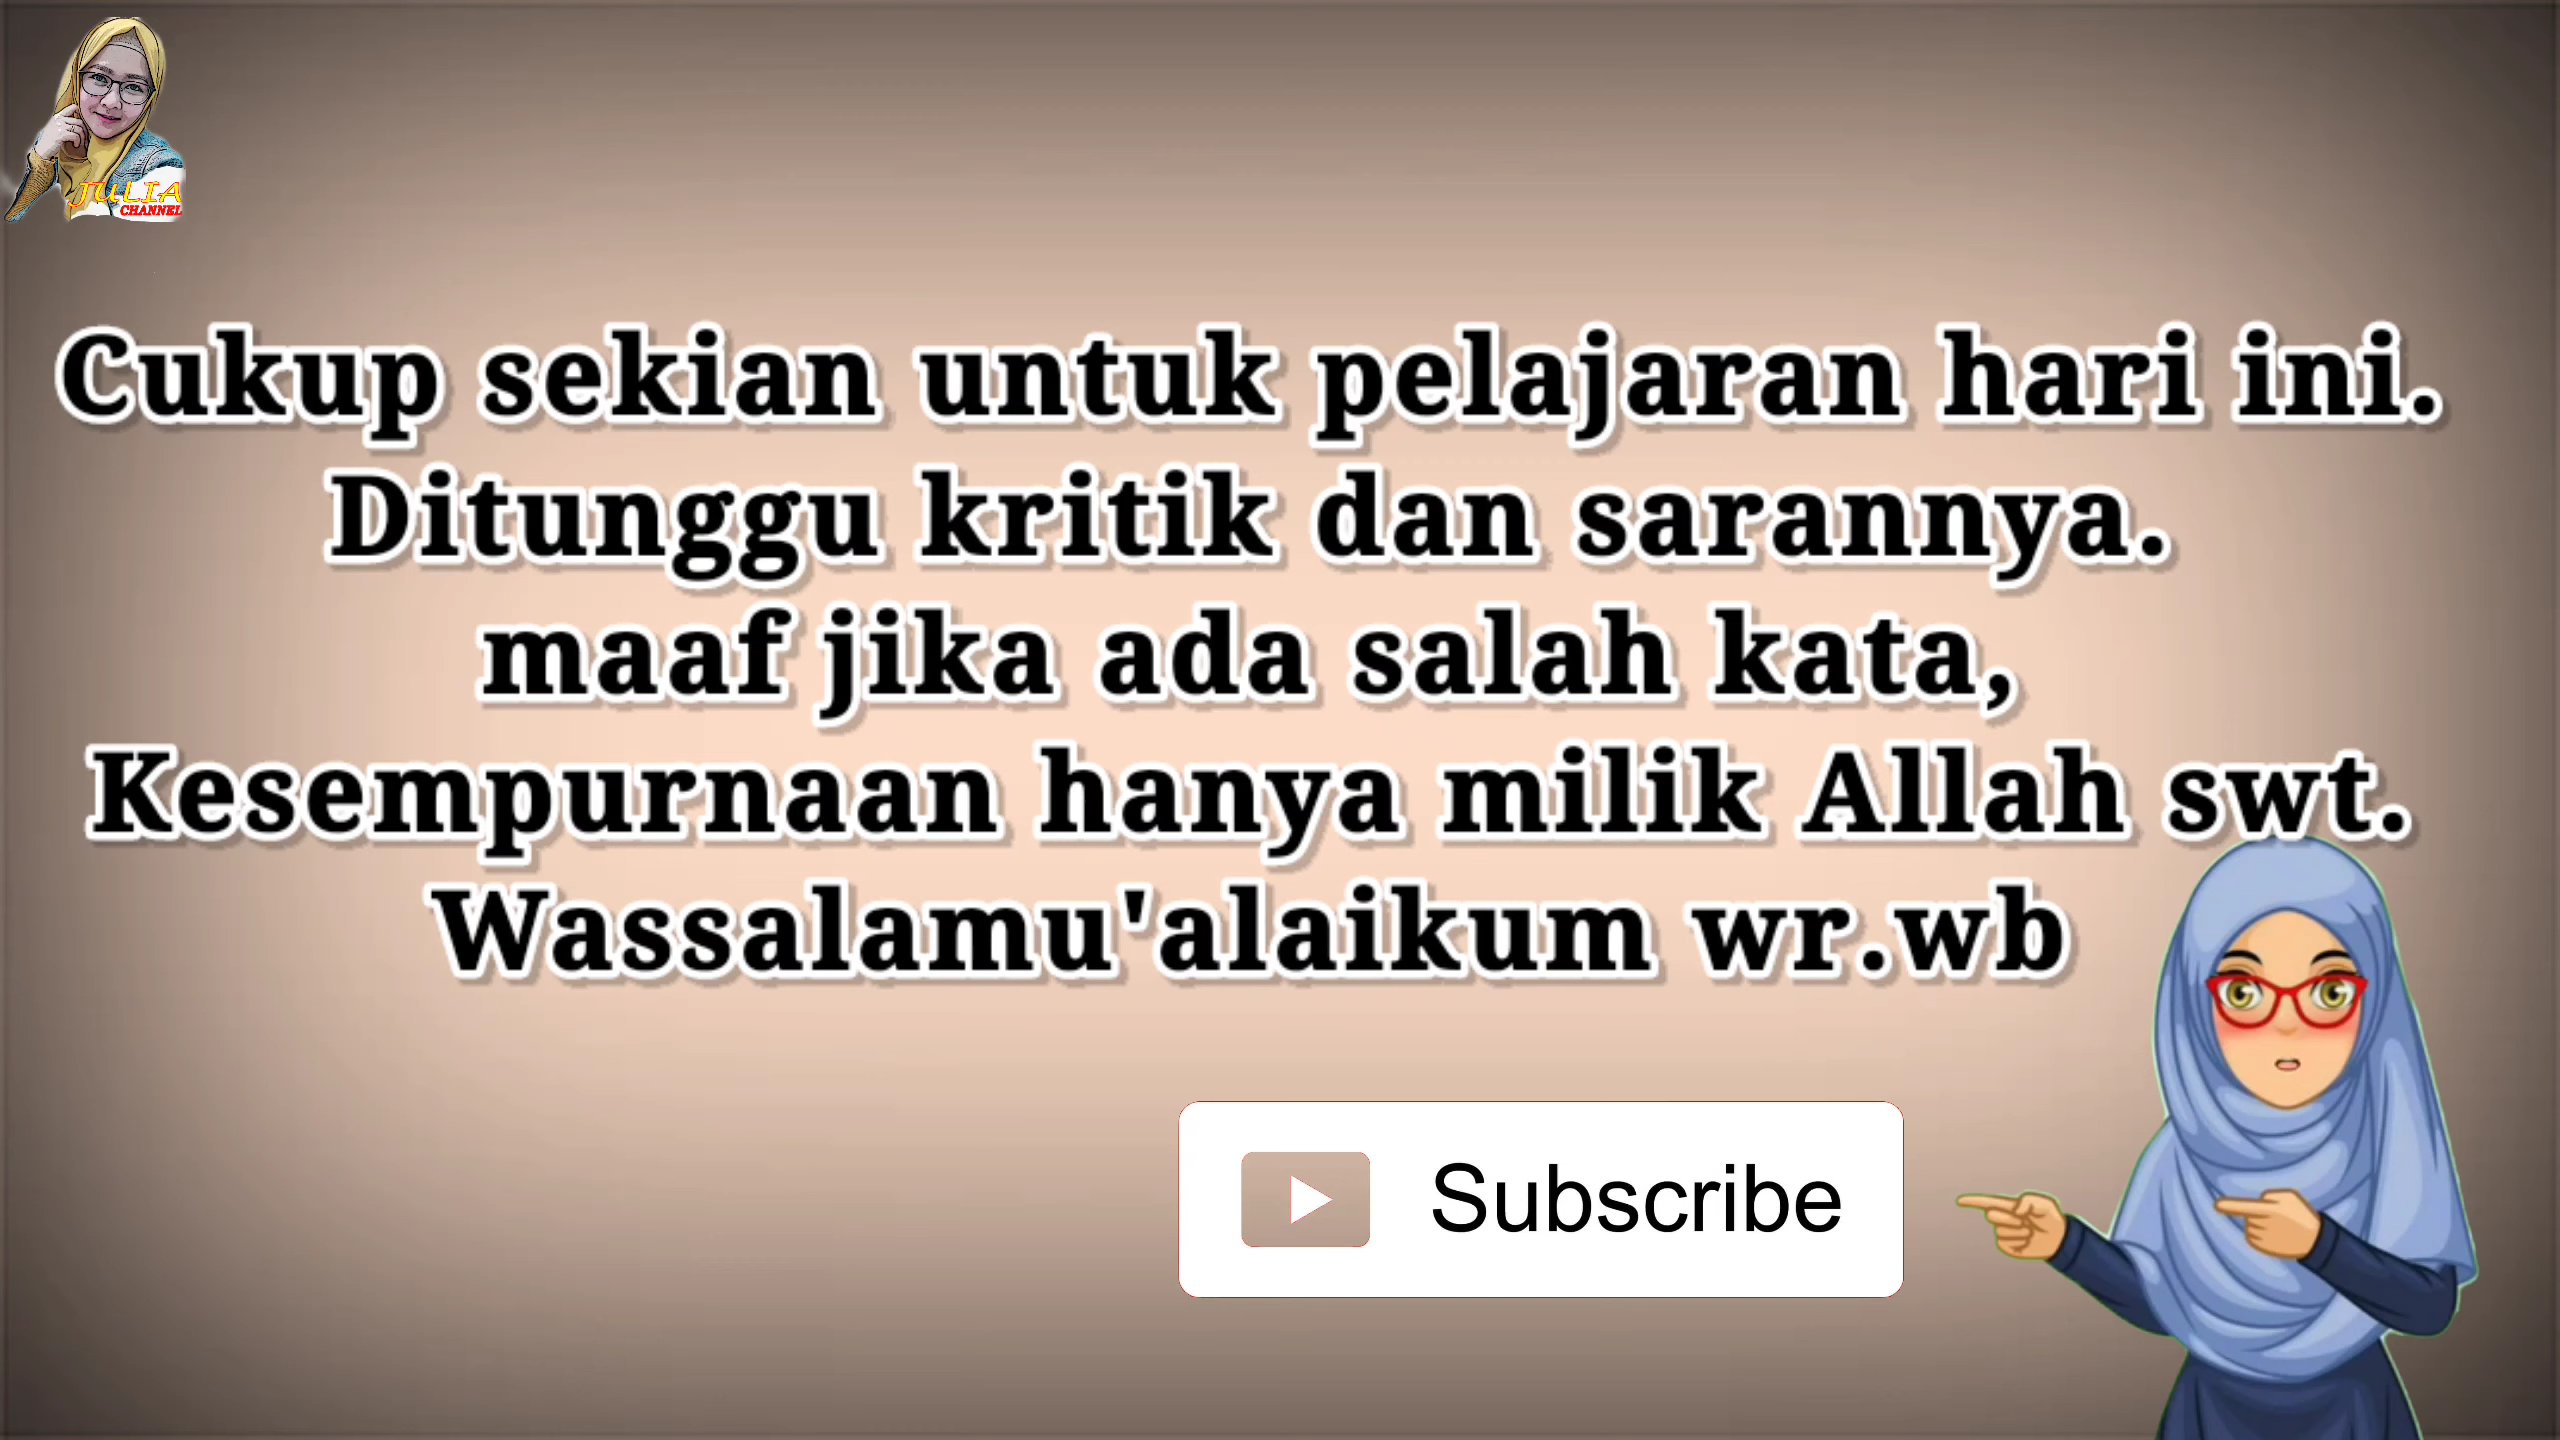 JULIA
CHANNEL
Cukup sekian untuk pelajaran hari ini.
Ditunggu kritik dan sarannya.
maaf jika ada salah kata,
Kesempurnaan hanya milik Allah swt.
Wassalamu'alaikum wr.wb
Subscribe